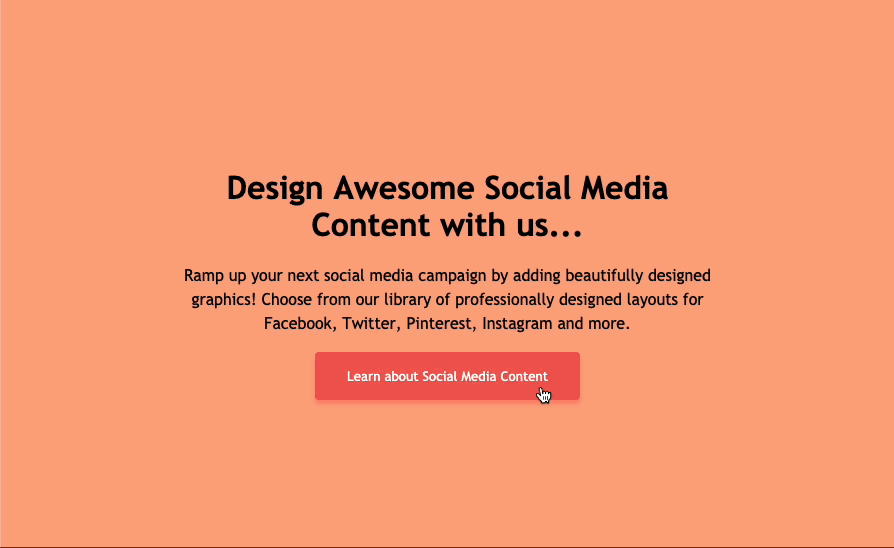 Design Awesome Social Media
Content with us...
Ramp up your next social media campaign by adding beautifully designed
graphics! Choose from our library of professionally designed layouts for
Facebook, Twitter, Pinterest, Instagram and more.
Learn about Social Media Content